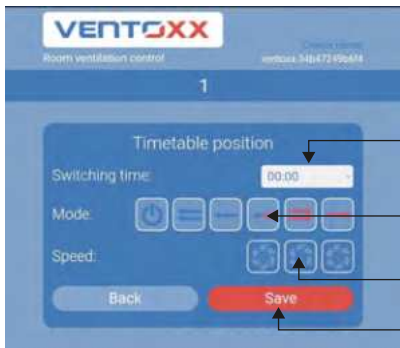 VENTOXX
Room ventilation control
1
Timetable position
Switching time:
00:00
Mode:
Speed:
Back
Save